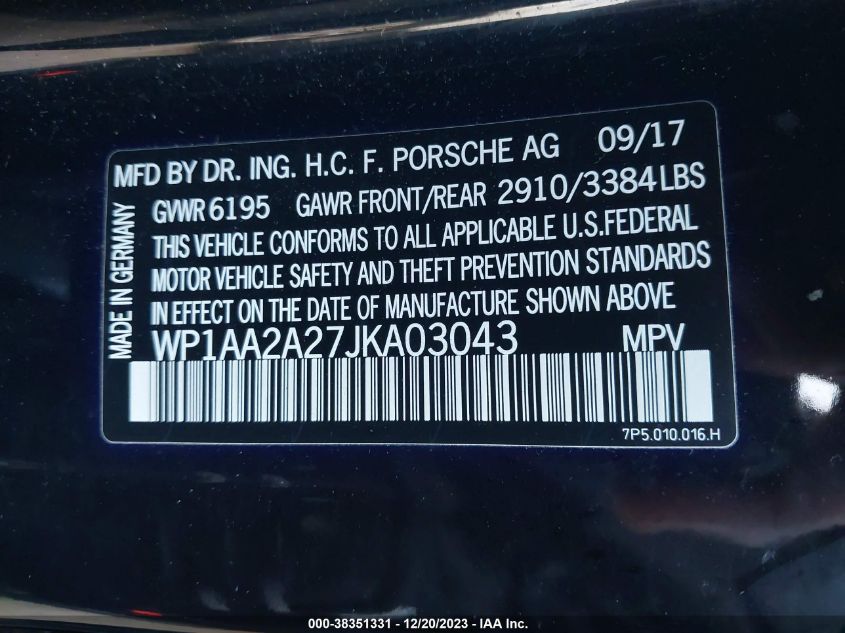 MFD BY DR. ING. H.C. F. PORSCHE AG 09/17
GVWR 6195 GAWR FRONT/REAR 2910/3384LBS
THIS VEHICLE CONFORMS TO ALL APPLICABLE U.S.FEDERAL
MOTOR VEHICLE SAFETY AND THEFT PREVENTION STANDARDS
IN EFFECT ON THE DATE OF MANUFACTURE SHOWN ABOVE
WP1AA2A27JKA03043 MPV
MADE IN GERMANY
7P5.010.016.H
000-38351331 - 12/20/2023 - IAA Inc.